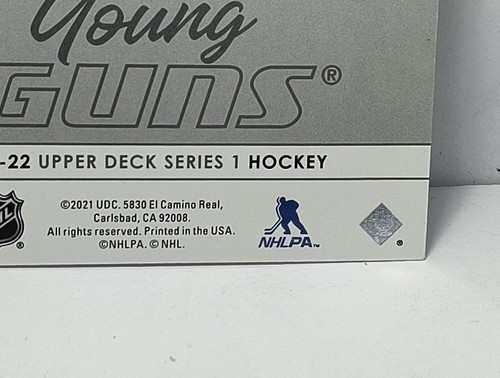 Young
GUNS®
-22 UPPER DECK SERIES 1 HOCKEY
©2021 UDC. 5830 El Camino Real,
Carlsbad, CA 92008.
All rights reserved. Printed in the USA.
©NHLPA. © NHL.
NHLPA™
®